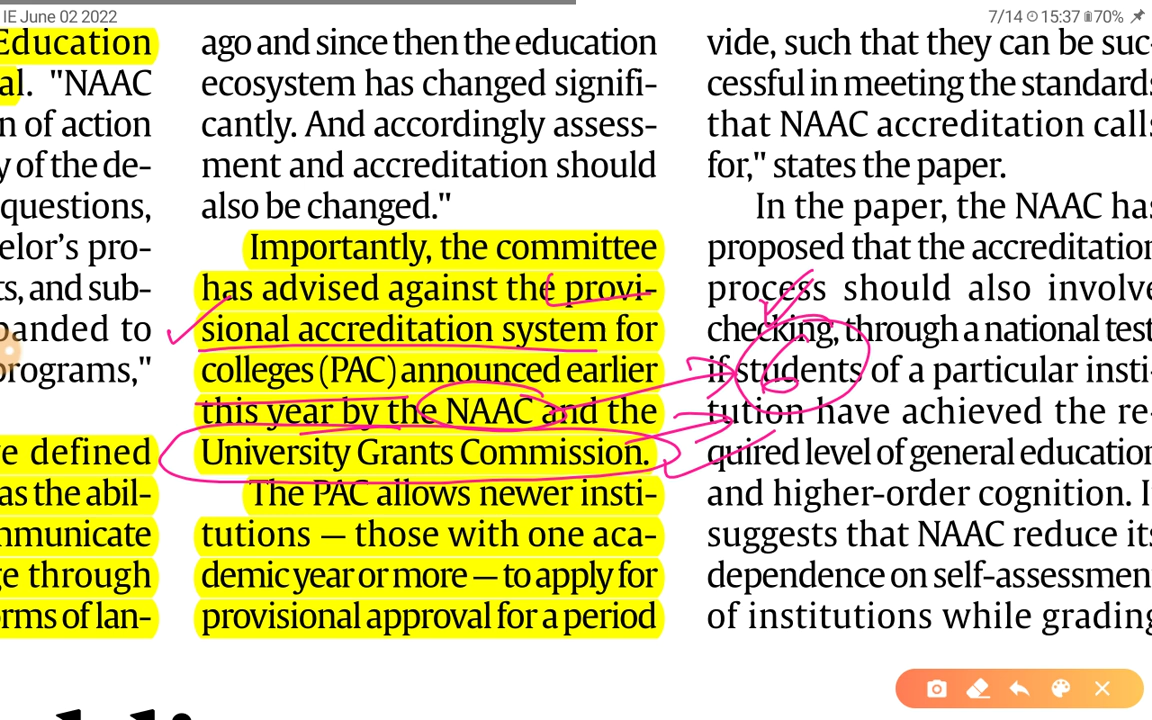 IE June 02 2022
7/14 15:37 70%
Education
al. "NAAC
n of action
y of the de-
questions,
elor's pro-
ts, and sub-
panded to
programs,"
e defined
as the abil-
mmunicate
ge through
rms of lan-
ago and since then the education
ecosystem has changed signifi-
cantly. And accordingly assess-
ment and accreditation should
also be changed."
Importantly, the committee
has advised against the provi-
sional accreditation system for
colleges (PAC) announced earlier
this year by the NAAC and the
University Grants Commission.
The PAC allows newer insti-
tutions — those with one aca-
demic year or more — to apply for
provisional approval for a period
vide, such that they can be suc-
cessful in meeting the standards
that NAAC accreditation calls
for," states the paper.
In the paper, the NAAC has
proposed that the accreditation
process should also involve
checking, through a national test
if students of a particular insti-
tution have achieved the re-
quired level of general education
and higher-order cognition. I
suggests that NAAC reduce its
dependence on self-assessmen
of institutions while grading
6